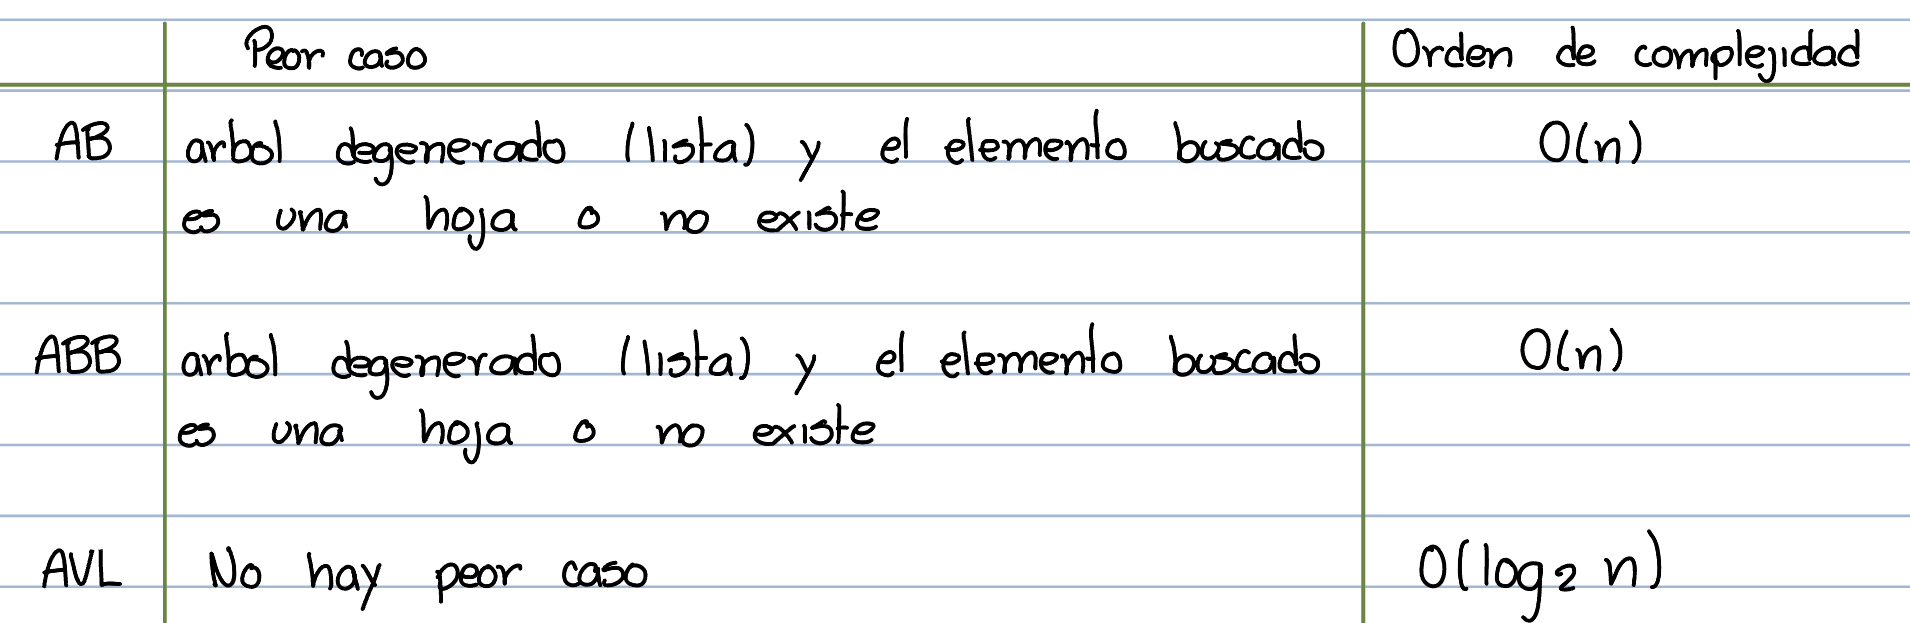 Peor caso Orden de complejidad
AB arbol degenerado (lista) y el elemento buscado O(n)
es una hoja o no existe
ABB arbol degenerado (lista) y el elemento buscado O(n)
es una hoja o no existe
AVL No hay peor caso O(log₂ n)